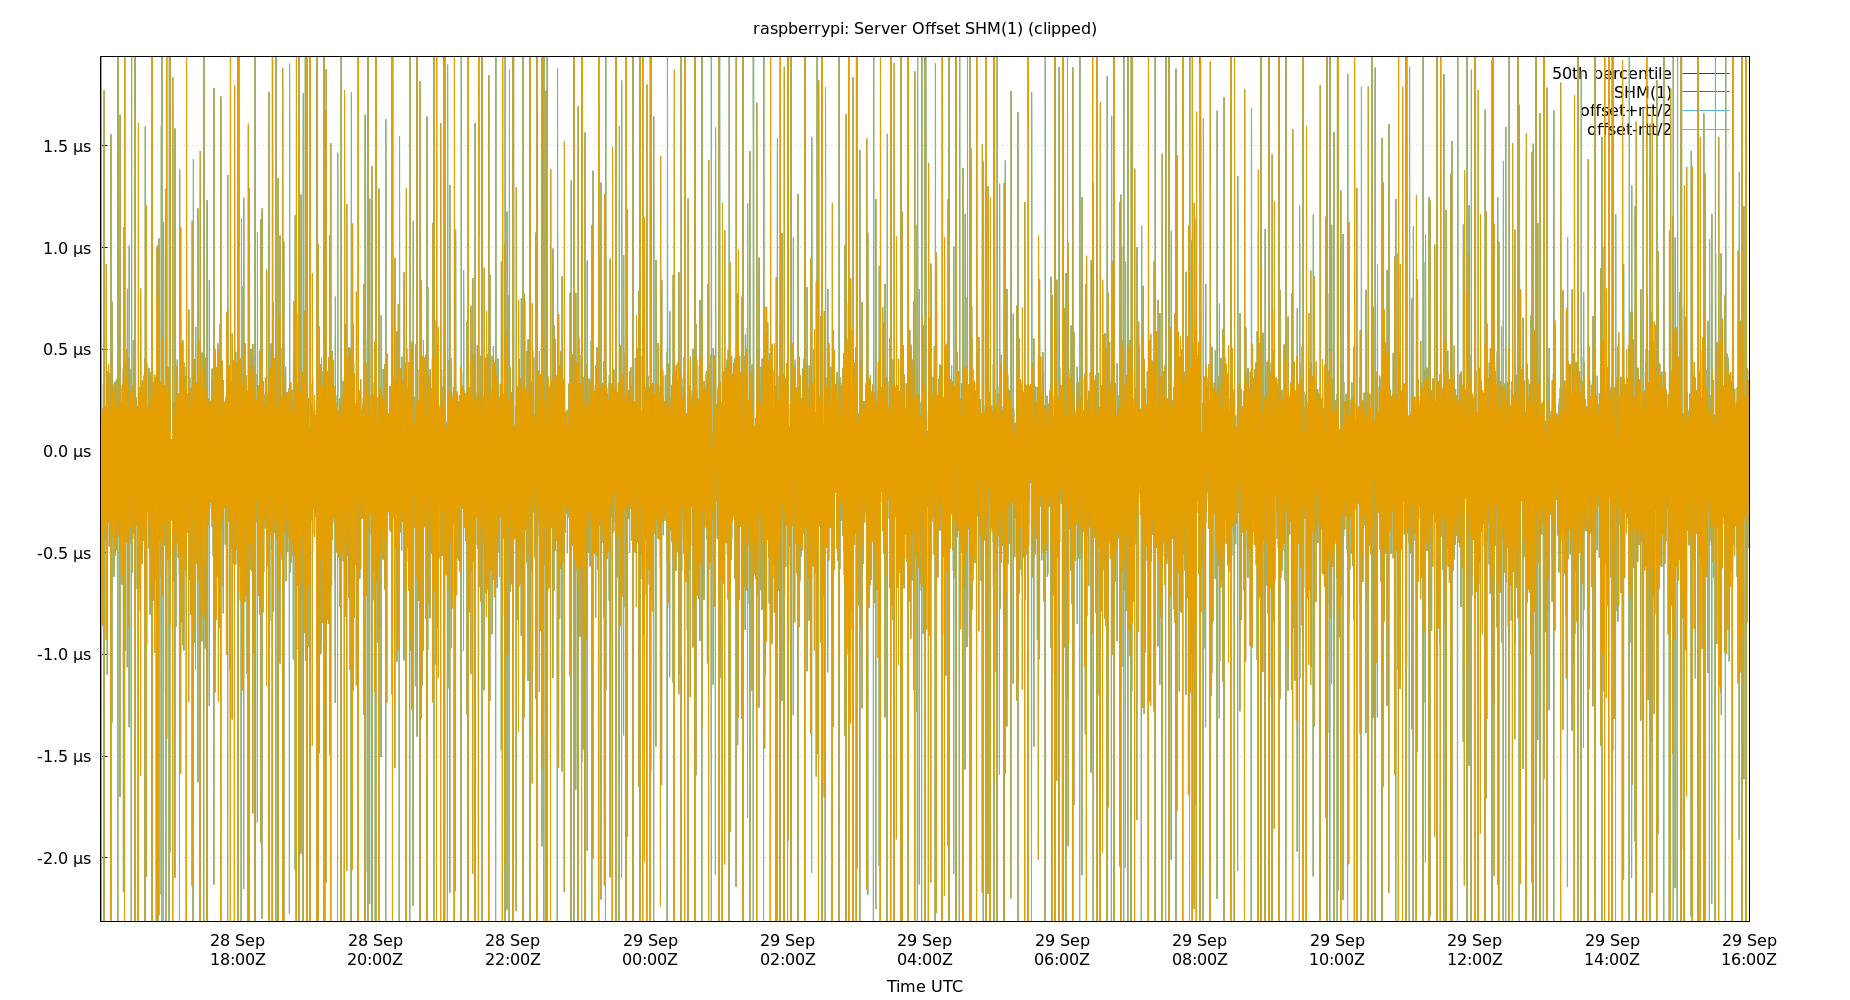 raspberrypi: Server Offset SHM(1) (clipped)
50th percentile
SHM(1)
offset+rtt/2
offset-rtt/2
1.5 µs
1.0 µs
0.5 µs
0.0 µs
-0.5 µs
-1.0 µs
-1.5 µs
-2.0 µs
28 Sep 28 Sep 28 Sep 29 Sep 29 Sep 29 Sep 29 Sep 29 Sep 29 Sep 29 Sep 29 Sep 29 Sep
18:00Z 20:00Z 22:00Z 00:00Z 02:00Z 04:00Z 06:00Z 08:00Z 10:00Z 12:00Z 14:00Z 16:00Z
Time UTC